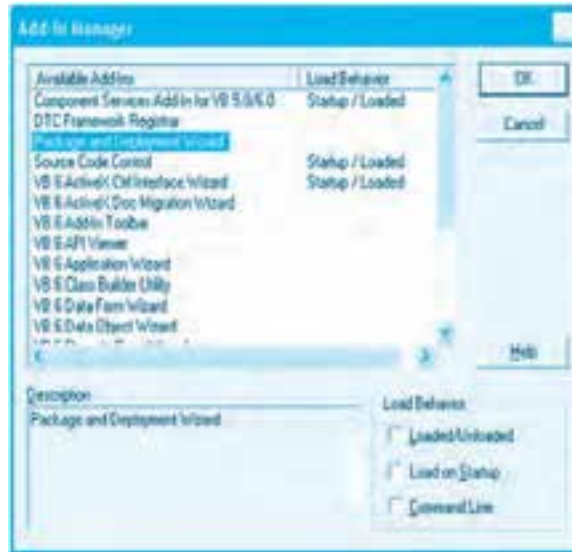 Add-In Manager
Available Add-Ins Load Behavior
Component Services Add-In for VB 5.0/6.0 Startup / Loaded
DTC Framework Registrar
Package and Deployment Wizard
Source Code Control Startup / Loaded
VB 6 ActiveX Ctrl Interface Wizard Startup / Loaded
VB 6 ActiveX Doc Migration Wizard
VB 6 Add-In Toolbar
VB 6 API Viewer
VB 6 Application Wizard
VB 6 Class Builder Utility
VB 6 Data Form Wizard
VB 6 Data Object Wizard
OK
Cancel
Help
Description
Package and Deployment Wizard
Load Behavior
Loaded/Unloaded
Load on Startup
Command Line